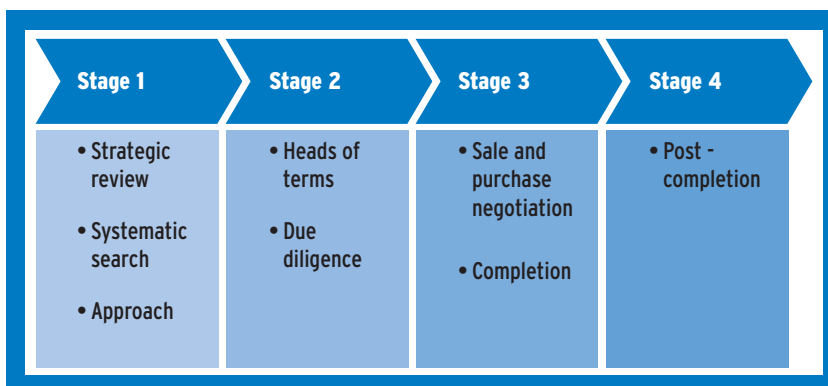 Stage 1
• Strategic
review
• Systematic
search
• Approach
Stage 2
• Heads of
terms
• Due
diligence
Stage 3
• Sale and
purchase
negotiation
• Completion
Stage 4
• Post -
completion